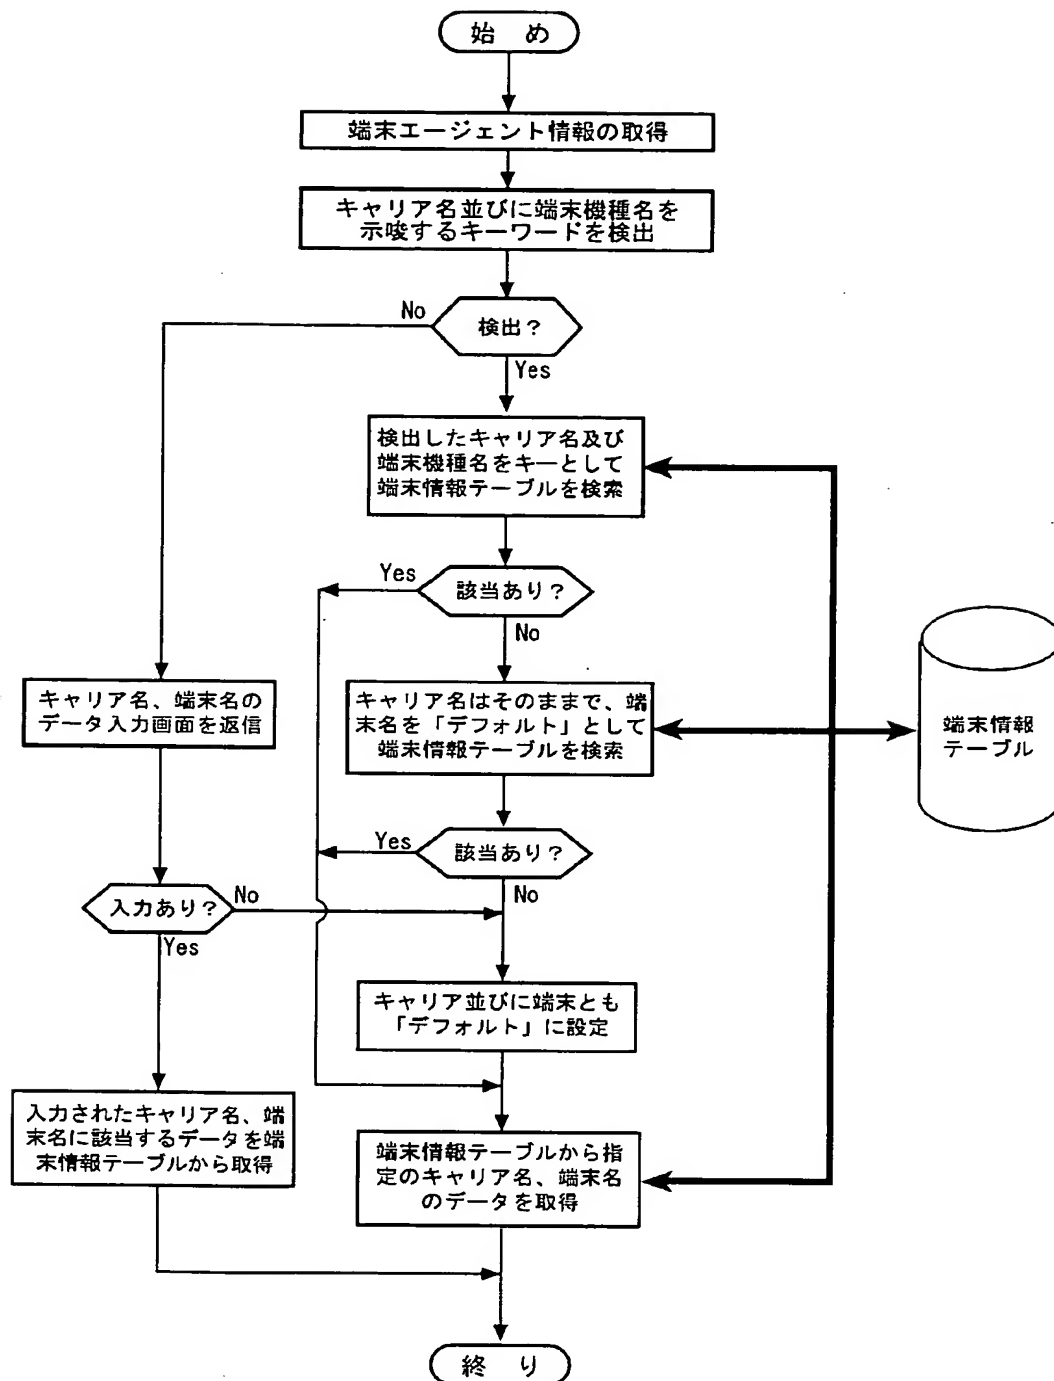 始 め
端末エージェント情報の取得
キャリア名並びに端末機種名を
示唆するキーワードを検出
No
検出？
Yes
検出したキャリア名及び
端末機種名をキーとして
端末情報テーブルを検索
Yes
該当あり？
No
キャリア名、端末名の
データ入力画面を返信
キャリア名はそのままで、端
末名を「デフォルト」として
端末情報テーブルを検索
端末情報
テーブル
Yes
該当あり？
No
入力あり？
No
Yes
キャリア並びに端末とも
「デフォルト」に設定
入力されたキャリア名、端
末名に該当するデータを端
末情報テーブルから取得
端末情報テーブルから指
定のキャリア名、端末名
のデータを取得
終 り